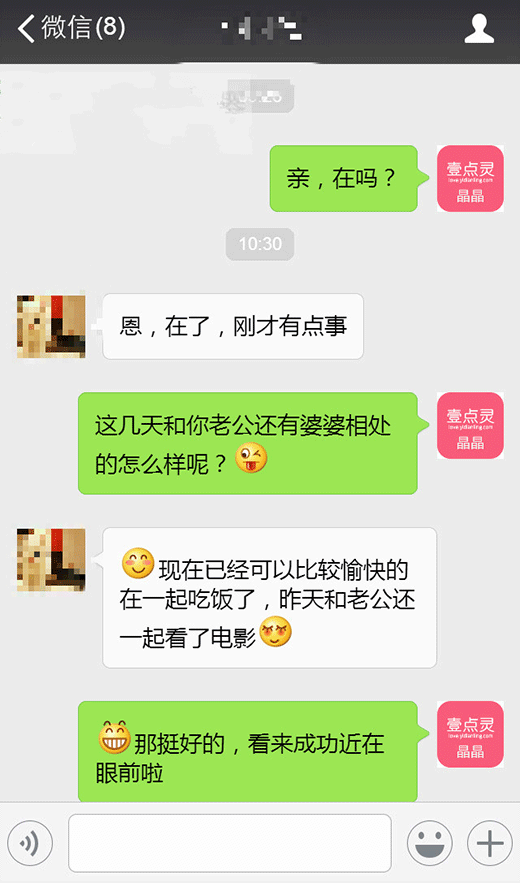 微信(8)
亲，在吗？
壹点灵
love.yidianling.com
晶晶
10:30
恩，在了，刚才有点事
这几天和你老公还有婆婆相处
的怎么样呢？
壹点灵
love.yidianling.com
晶晶
现在已经可以比较愉快的
在一起吃饭了，昨天和老公还
一起看了电影
那挺好的，看来成功近在
眼前啦
壹点灵
love.yidianling.com
晶晶